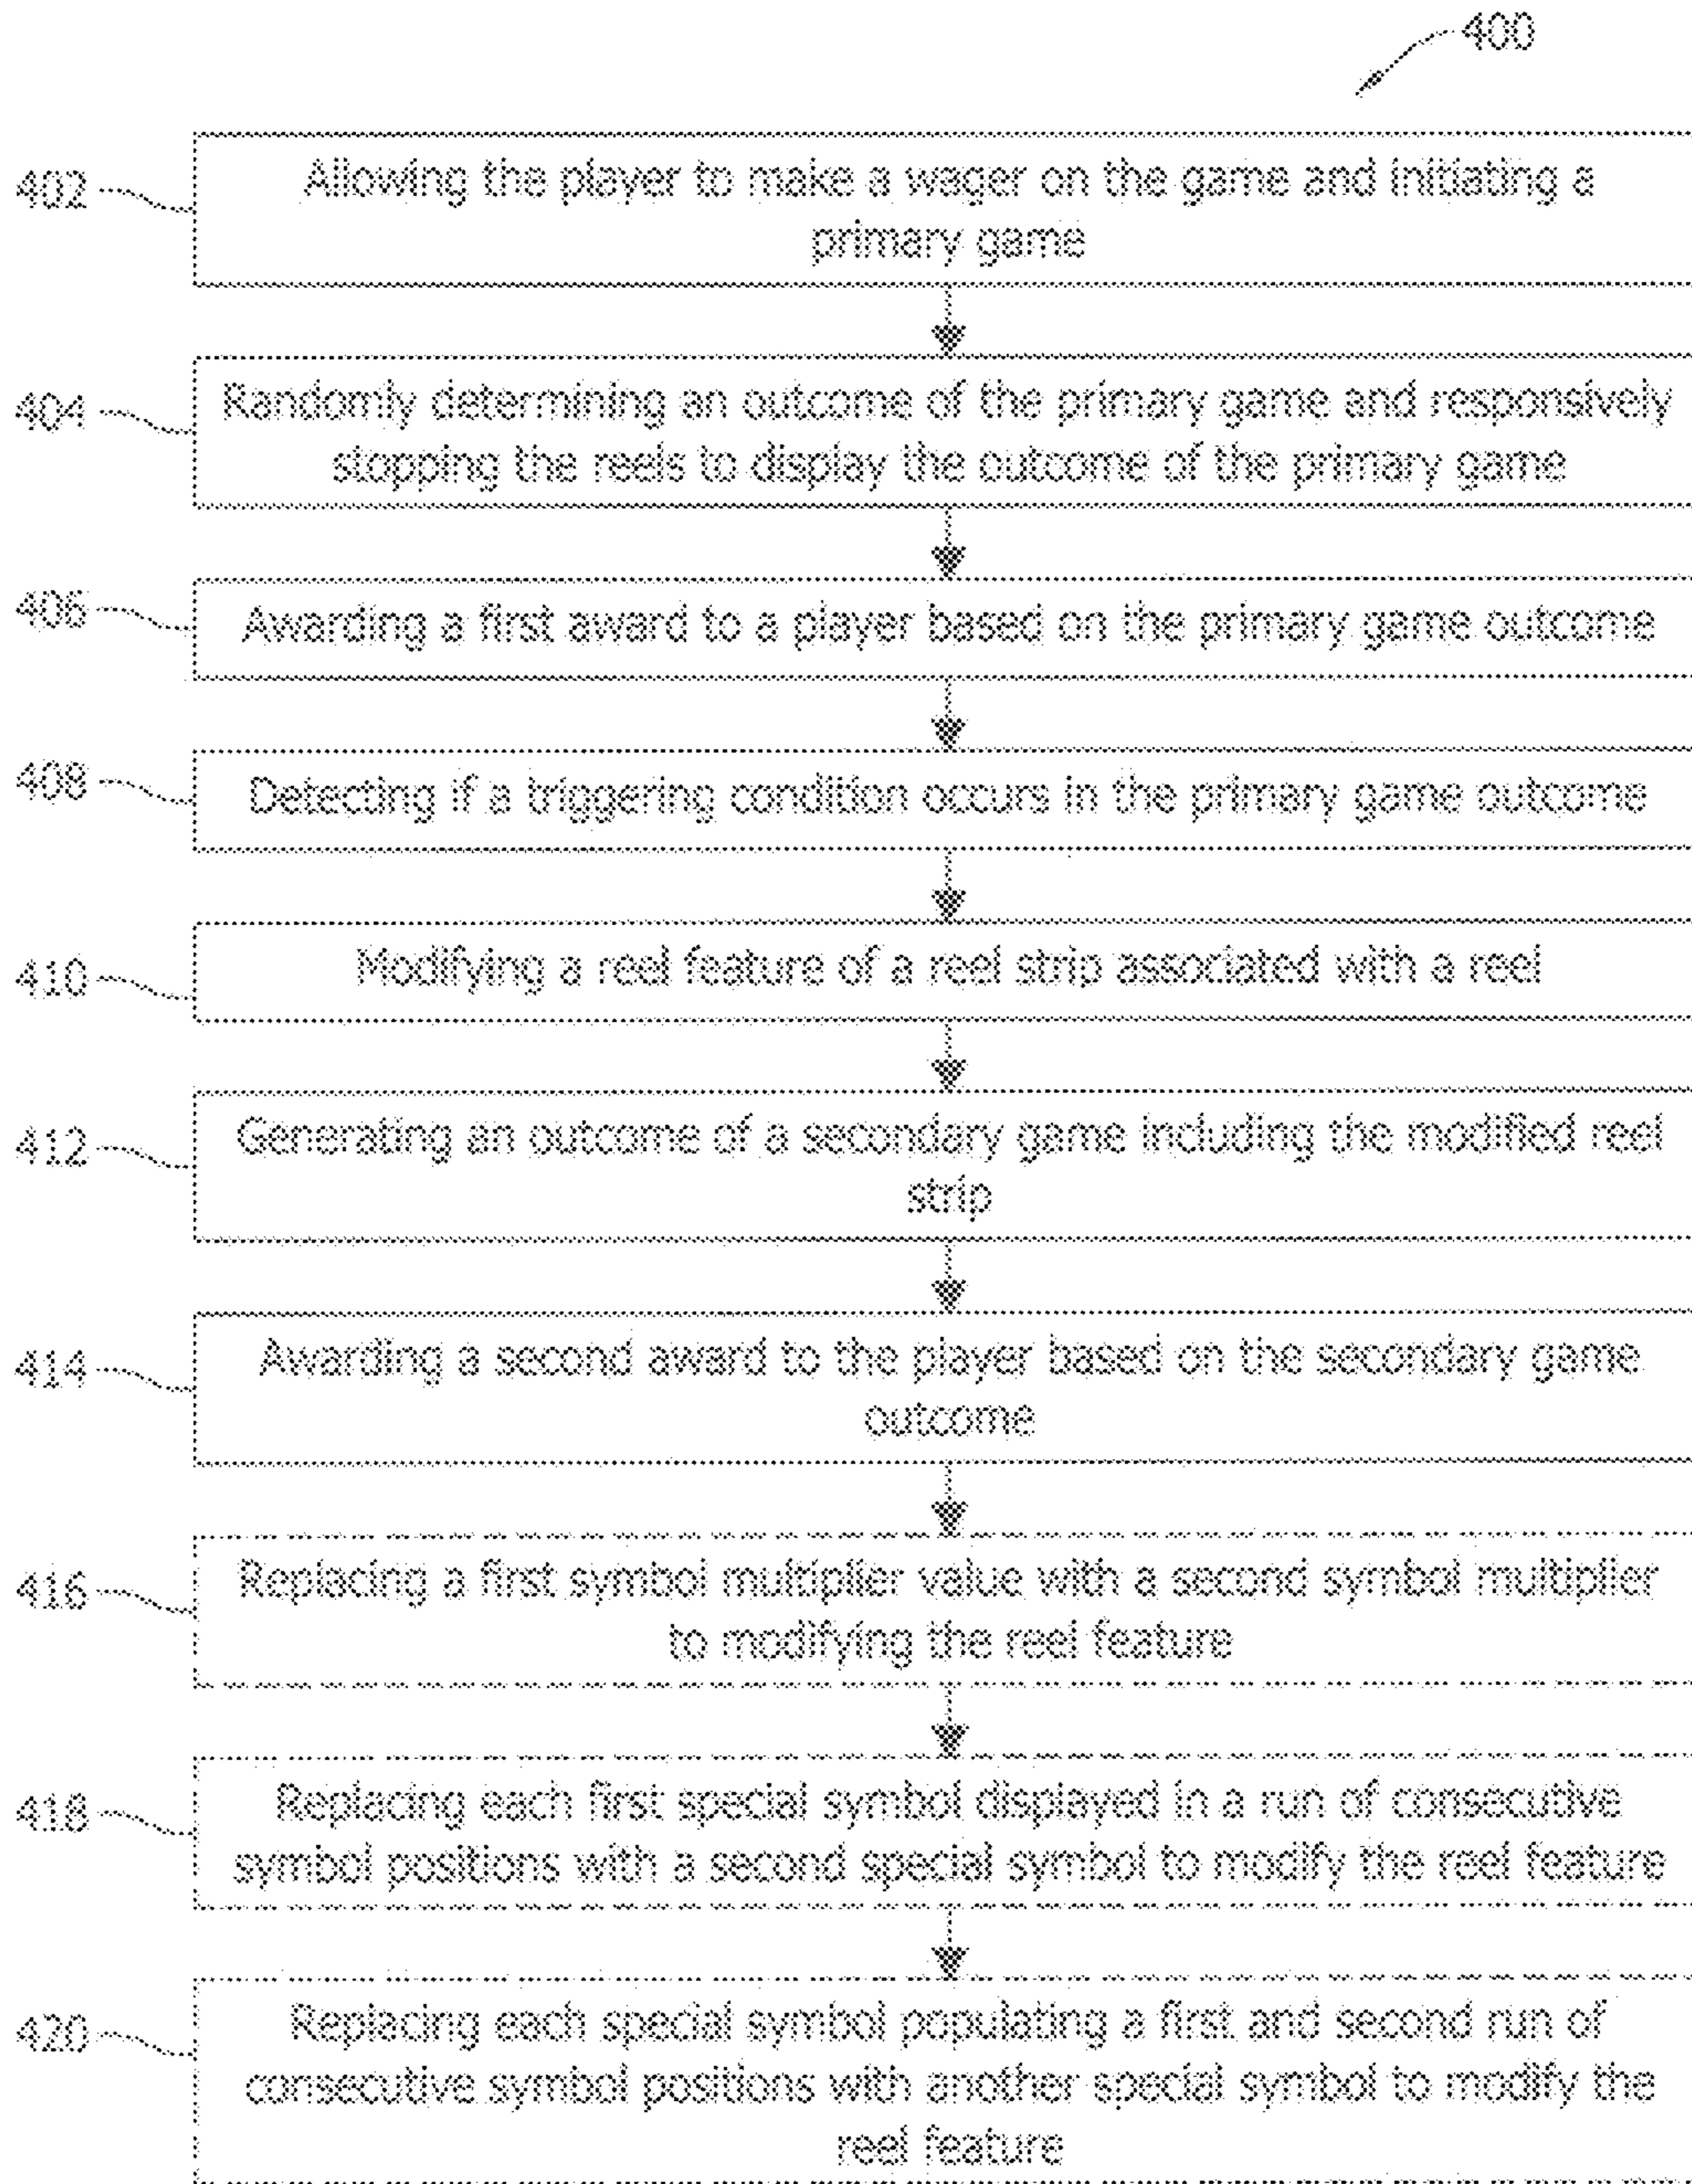 400
402
Allowing the player to make a wager on the game and initiating a
primary game
404
Randomly determining an outcome of the primary game and responsively
stopping the reels to display the outcome of the primary game
406
Awarding a first award to a player based on the primary game outcome
408
Detecting if a triggering condition occurs in the primary game outcome
410
Modifying a reel feature of a reel strip associated with a reel
412
Generating an outcome of a secondary game including the modified reel
strip
414
Awarding a second award to the player based on the secondary game
outcome
416
Replacing a first symbol multiplier value with a second symbol multiplier
to modifying the reel feature
418
Replacing each first special symbol displayed in a run of consecutive
symbol positions with a second special symbol to modify the reel feature
420
Replacing each special symbol populating a first and second run of
consecutive symbol positions with another special symbol to modify the
reel feature